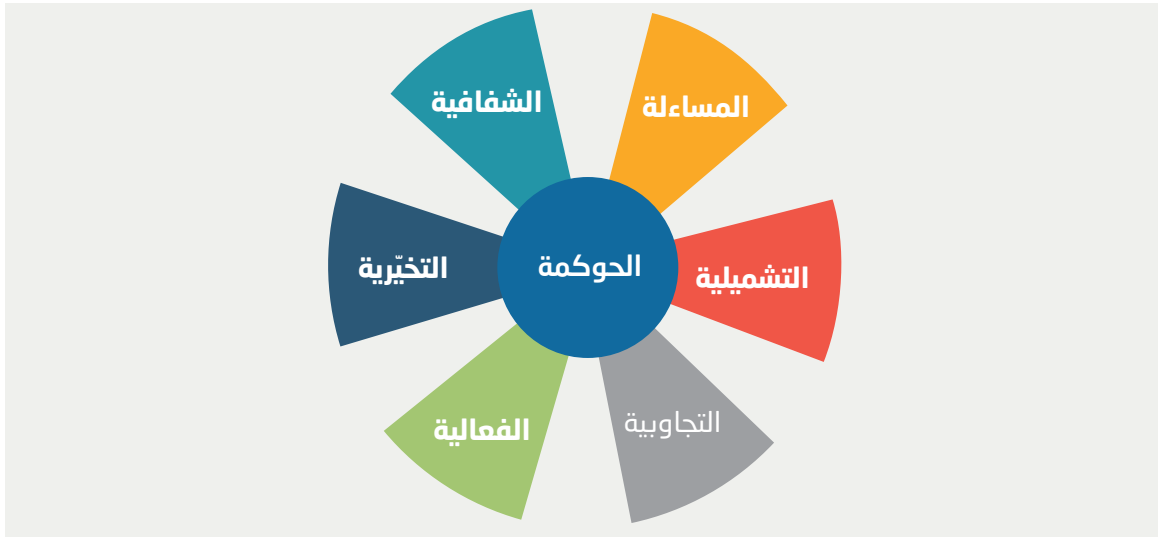 المساءلة
الشفافية
التشميلية
الحوكمة
التخيّرية
التجاوبية
الفعالية